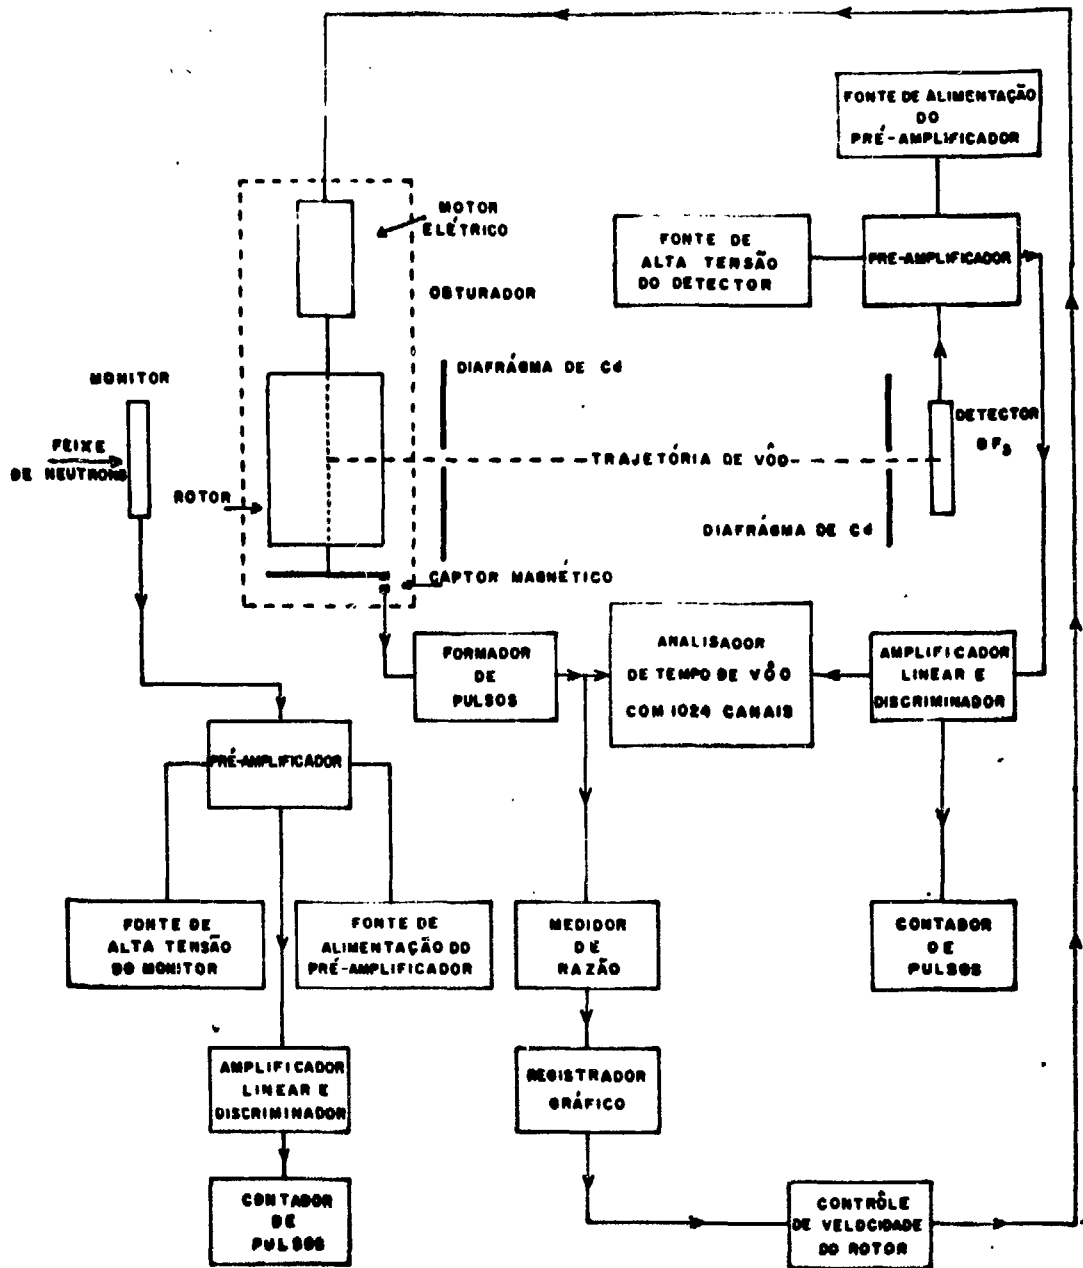 FONTE DE ALIMENTAÇÃO
DO
PRÉ-AMPLIFICADOR
MOTOR
ELÉTRICO
FONTE DE
ALTA TENSÃO
DO DETECTOR
PRE-AMPLIFICADOR
OBTURADOR
MONITOR
DIAFRÁGMA DE Cd
DETECTOR
BF3
FEIXE
DE NEUTRONS
TRAJETÓRIA DE VÔO
ROTOR
DIAFRÁGMA DE Cd
CAPTOR MAGNÉTICO
FORMADOR
DE
PULSOS
ANALISADOR
DE TEMPO DE VÔO
COM 1024 CANAIS
AMPLIFICADOR
LINEAR E
DISCRIMINADOR
PRÉ-AMPLIFICADOR
FONTE DE
ALTA TENSÃO
DO MONITOR
FONTE DE
ALIMENTAÇÃO DO
PRÉ-AMPLIFICADOR
MEDIDOR
DE
RAZÃO
CONTADOR
DE
PULSOS
AMPLIFICADOR
LINEAR E
DISCRIMINADOR
REGISTRADOR
GRÁFICO
CONTADOR
DE
PULSOS
CONTRÔLE
DE VELOCIDADE
DO ROTOR